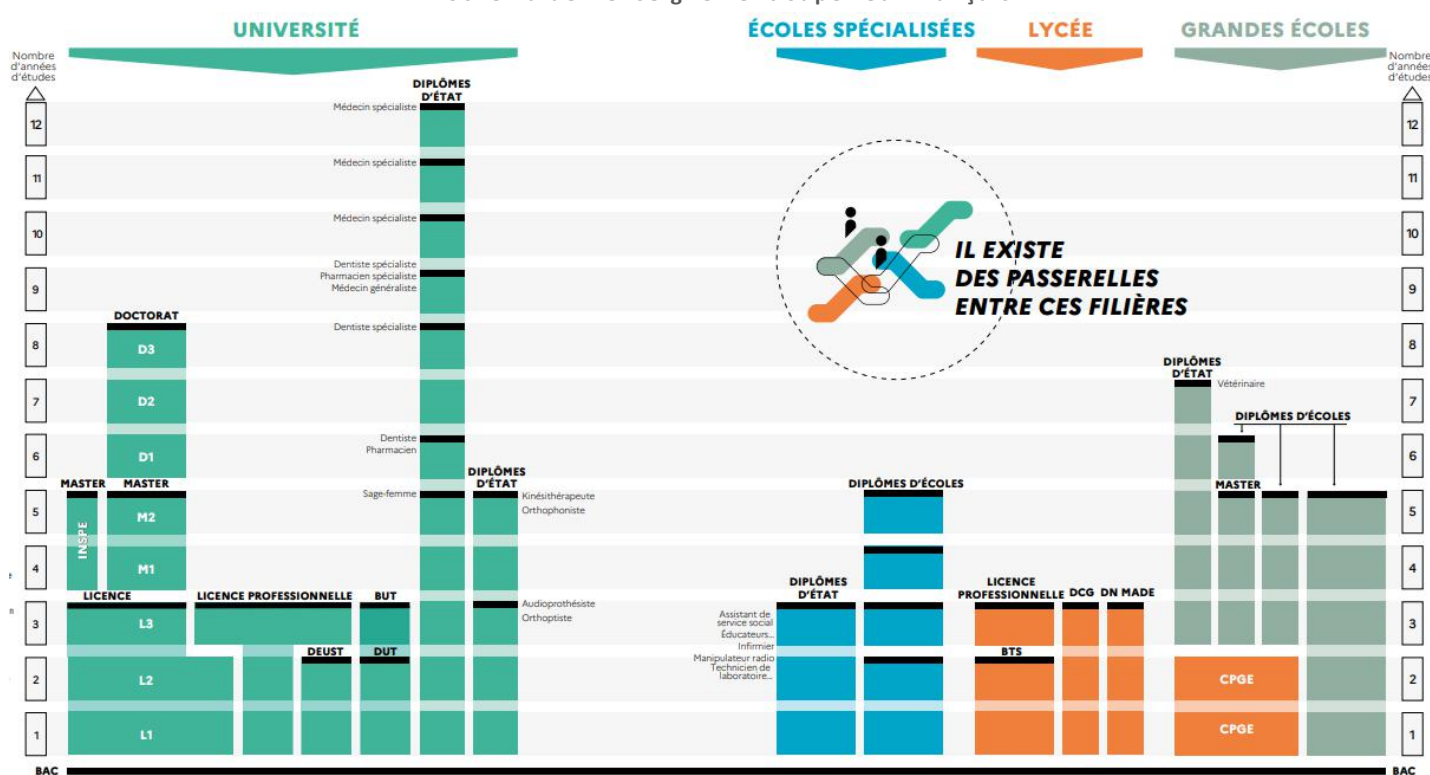 UNIVERSITÉ
ÉCOLES SPÉCIALISÉES
LYCÉE
GRANDES ÉCOLES
Nombre
d'années
d'études
Nombre
d'années
d'études
DIPLÔMES
D'ÉTAT
Médecin spécialiste
12
12
Médecin spécialiste
11
11
Médecin spécialiste
10
10
IL EXISTE
DES PASSERELLES
ENTRE CES FILIÈRES
Dentiste spécialiste
Pharmacien spécialiste
Médecin généraliste
9
9
DOCTORAT
Dentiste spécialiste
8
D3
8
DIPLÔMES
D'ÉTAT
Vétérinaire
7
D2
7
DIPLÔMES D'ÉCOLES
Dentiste
Pharmacien
6
D1
6
MASTER
MASTER
Sage-femme
DIPLÔMES
D'ÉTAT
Kinésithérapeute
Orthophoniste
DIPLÔMES D'ÉCOLES
MASTER
5
INSPE
M2
5
4
M1
4
LICENCE
LICENCE PROFESSIONNELLE
BUT
Audioprothésiste
Orthoptiste
DIPLÔMES
D'ÉTAT
LICENCE
PROFESSIONNELLE
DCG
DN MADE
3
L3
Assistant de
service social
Éducateurs...
Infirmier
Manipulateur radio
Technicien de
laboratoire...
3
DEUST
DUT
BTS
2
L2
CPGE
2
1
L1
CPGE
1
BAC
BAC